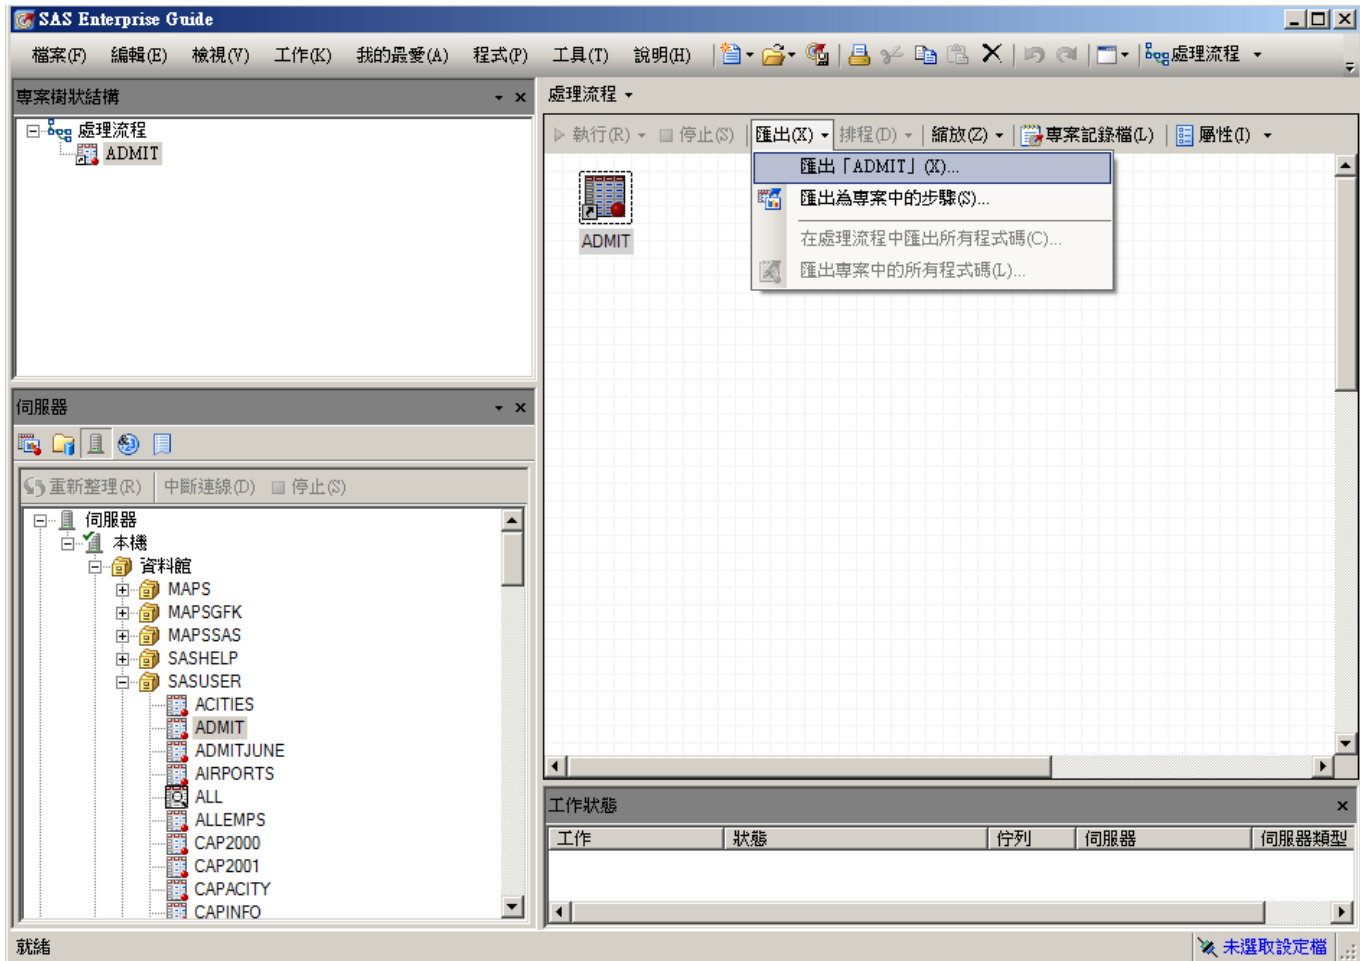 SAS Enterprise Guide
檔案(F) 編輯(E) 檢視(V) 工作(K) 我的最愛(A) 程式(P) 工具(T) 說明(H) 處理流程
專案樹狀結構
處理流程
ADMIT
處理流程
執行(R) 停止(S) 匯出(X) 排程(D) 縮放(Z) 專案記錄檔(L) 屬性(I)
匯出「ADMIT」(X)...
匯出為專案中的步驟(S)...
在處理流程中匯出所有程式碼(C)...
匯出專案中的所有程式碼(L)...
ADMIT
伺服器
重新整理(R) 中斷連線(D) 停止(S)
伺服器
本機
資料館
MAPS
MAPSGFK
MAPSSAS
SASHELP
SASUSER
ACITIES
ADMIT
ADMITJUNE
AIRPORTS
ALL
ALLEMPS
CAP2000
CAP2001
CAPACITY
CAPINFO
工作狀態
工作 狀態 佇列 伺服器 伺服器類型
就緒
未選取設定檔